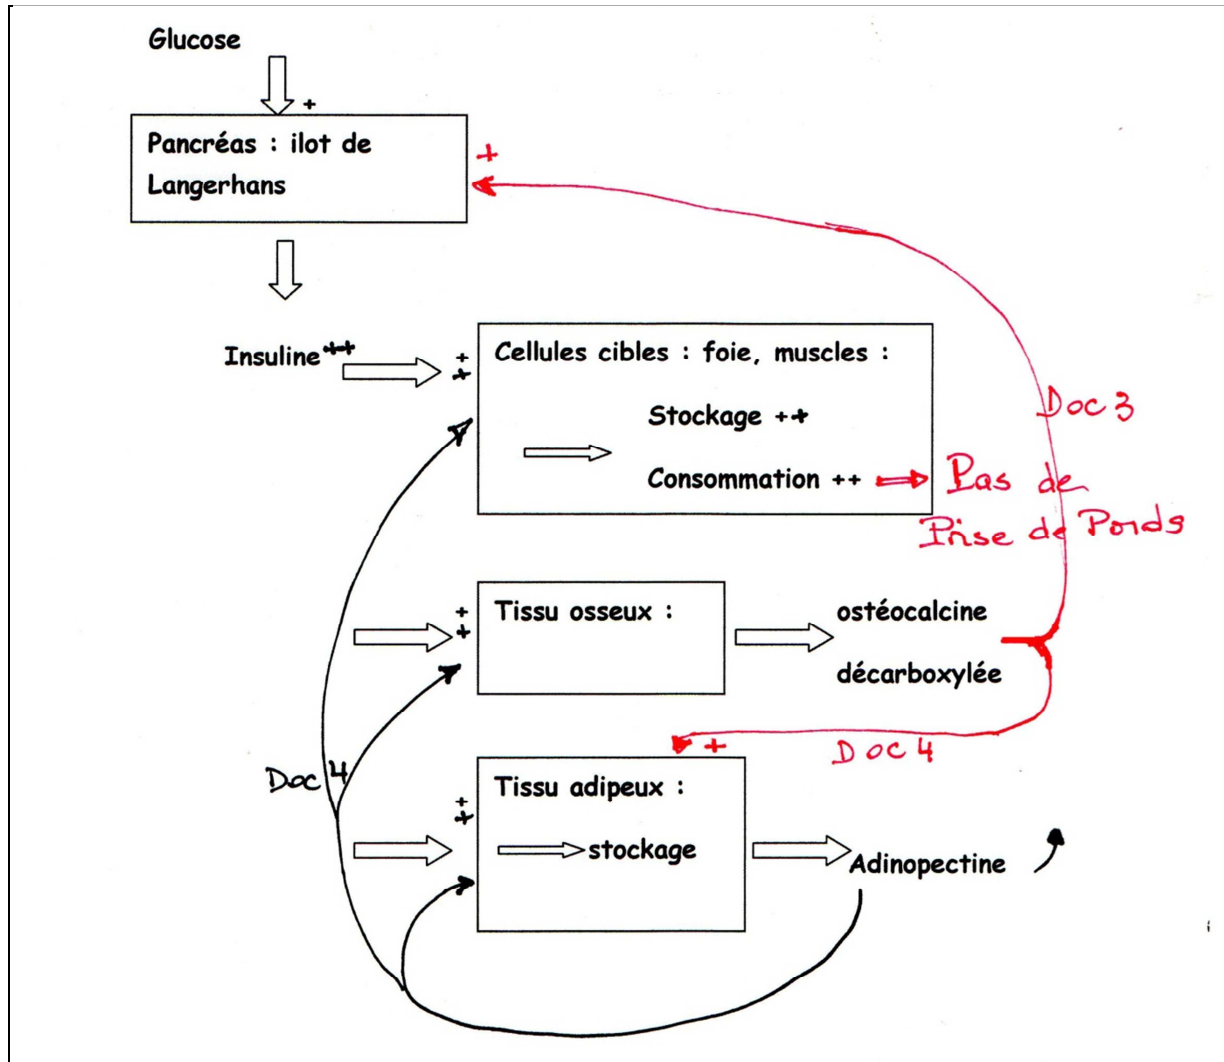 Glucose
+
Pancréas : ilot de
Langerhans
+
Insuline ++
+
+
Cellules cibles : foie, muscles :
Stockage ++
Consommation ++
Doc 3
Pas de
Prise de Poids
+
+
Tissu osseux :
ostéocalcine
décarboxylée
+
Doc 4
Doc 4
+
+
Tissu adipeux :
stockage
Adinopectine